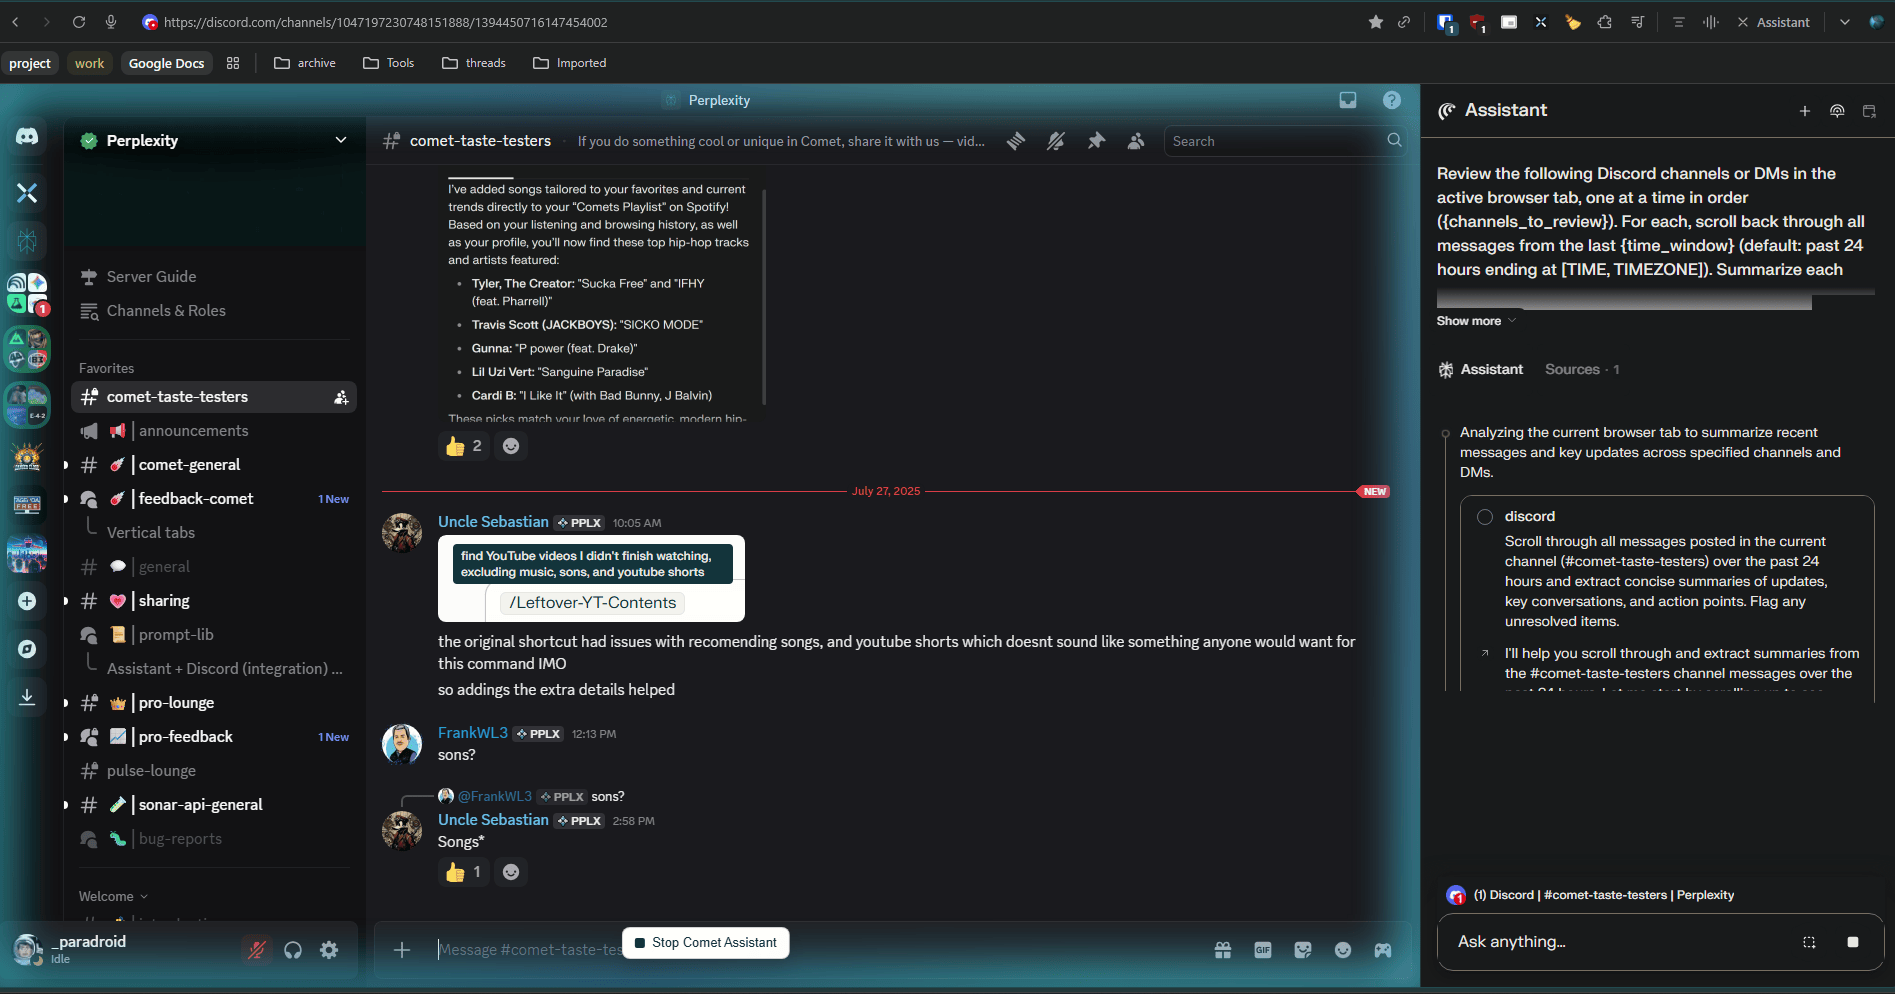 https://discord.com/channels/1047197230748151888/1394450716147454002
1
1
Assistant
project
work
Google Docs
archive
Tools
threads
Imported
Perplexity
Perplexity
Server Guide
Channels & Roles
Favorites
comet-taste-testers
announcements
comet-general
feedback-comet
1 New
Vertical tabs
general
sharing
prompt-lib
Assistant + Discord (integration) ...
pro-lounge
pro-feedback
1 New
pulse-lounge
sonar-api-general
bug-reports
Welcome
1
E-4-2
_paradroid
Idle
comet-taste-testers
If you do something cool or unique in Comet, share it with us — vid...
Search
I've added songs tailored to your favorites and current
trends directly to your "Comets Playlist" on Spotify!
Based on your listening and browsing history, as well
as your profile, you'll now find these top hip-hop tracks
and artists featured:
• Tyler, The Creator: "Sucka Free" and "IFHY
(feat. Pharrell)"
• Travis Scott (JACKBOYS): "SICKO MODE"
• Gunna: "P power (feat. Drake)"
• Lil Uzi Vert: "Sanguine Paradise"
• Cardi B: "I Like It" (with Bad Bunny, J Balvin)
These picks match your love of energetic, modern hip-
2
July 27, 2025
NEW
Uncle Sebastian PPLX 10:05 AM
find YouTube videos I didn't finish watching,
excluding music, sons, and youtube shorts
/Leftover-YT-Contents
the original shortcut had issues with recomending songs, and youtube shorts which doesnt sound like something anyone would want for
this command IMO
so addings the extra details helped
FrankWL3 PPLX 12:13 PM
sons?
@FrankWL3 PPLX sons?
Uncle Sebastian PPLX 2:58 PM
Songs*
1
Message #comet-taste-tes
Stop Comet Assistant
GIF
Assistant
Review the following Discord channels or DMs in the
active browser tab, one at a time in order
({channels_to_review}). For each, scroll back through all
messages from the last {time_window} (default: past 24
hours ending at [TIME, TIMEZONE]). Summarize each
Show more
Assistant
Sources · 1
Analyzing the current browser tab to summarize recent
messages and key updates across specified channels and
DMs.
discord
Scroll through all messages posted in the current
channel (#comet-taste-testers) over the past 24
hours and extract concise summaries of updates,
key conversations, and action points. Flag any
unresolved items.
I'll help you scroll through and extract summaries from
the #comet-taste-testers channel messages over the
(1) Discord | #comet-taste-testers | Perplexity
Ask anything...